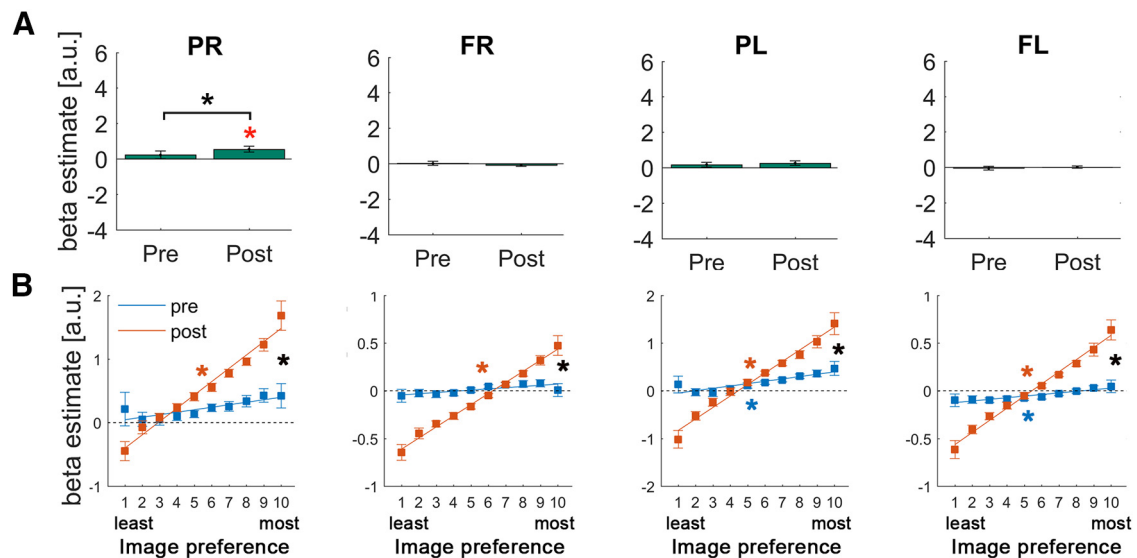 A
PR FR PL FL
beta estimate [a.u.]
6 6 6 6
4 4 4 4
2 2 2 2
0 0 0 0
-2 -2 -2 -2
-4 -4 -4 -4
* *
Pre Post Pre Post Pre Post Pre Post
B
beta estimate [a.u.]
pre
post
2 1 2 1
1 0.5 1 0.5
0 0 0 0
-0.5 -1 -0.5
-1 -1 -2 -1
* * * * * * * * * *
1 2 3 4 5 6 7 8 9 10 1 2 3 4 5 6 7 8 9 10 1 2 3 4 5 6 7 8 9 10 1 2 3 4 5 6 7 8 9 10
least most least most least most least most
Image preference Image preference Image preference Image preference